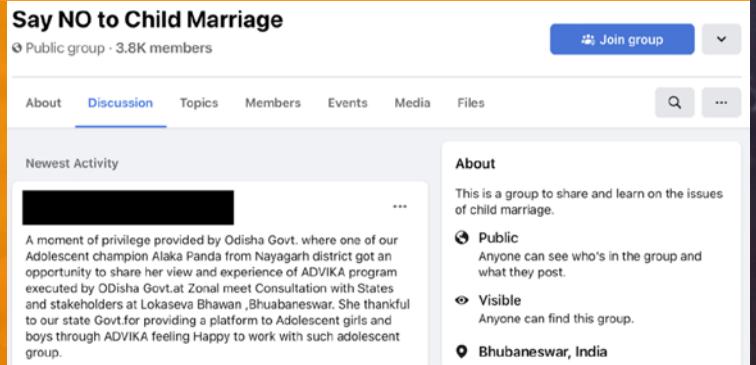 Say NO to Child Marriage
Public group · 3.8K members
Join group
About Discussion Topics Members Events Media Files
Newest Activity
A moment of privilege provided by Odisha Govt. where one of our
Adolescent champion Alaka Panda from Nayagarh district got an
opportunity to share her view and experience of ADVIKA program
executed by ODisha Govt.at Zonal meet Consultation with States
and stakeholders at Lokaseva Bhawan ,Bhuabaneswar. She thankful
to our state Govt.for providing a platform to Adolescent girls and
boys through ADVIKA feeling Happy to work with such adolescent
group.
About
This is a group to share and learn on the issues
of child marriage.
Public
Anyone can see who's in the group and
what they post.
Visible
Anyone can find this group.
Bhubaneswar, India